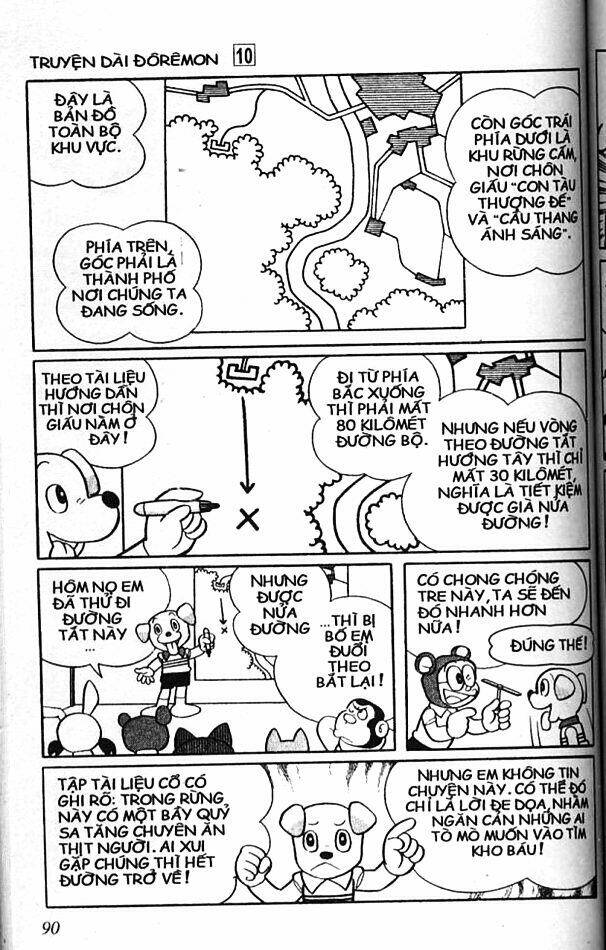 TRUYỆN DÀI ĐÔRÊMON 10
ĐÂY LÀ
BẢN ĐỒ
TOÀN BỘ
KHU VỰC.
PHÍA TRÊN,
GÓC PHẢI LÀ
THÀNH PHỐ
NƠI CHÚNG TA
ĐANG SỐNG.
CÒN GÓC TRÁI
PHÍA DƯỚI LÀ
KHU RỪNG CẤM,
NƠI CHÔN
GIẤU "CON TÀU
THƯỢNG ĐẾ"
VÀ "CẦU THANG
ÁNH SÁNG".
THEO TÀI LIỆU
HƯỚNG DẪN
THÌ NƠI CHÔN
GIẤU NẰM Ở
ĐÂY!
ĐI TỪ PHÍA
BẮC XUỐNG
THÌ PHẢI MẤT
80 KILÔMÉT
ĐƯỜNG BỘ.
NHƯNG NẾU VÒNG
THEO ĐƯỜNG TẮT
HƯỚNG TÂY THÌ CHỈ
MẤT 30 KILÔMÉT,
NGHĨA LÀ TIẾT KIỆM
ĐƯỢC GIÀ NỬA
ĐƯỜNG!
HÔM NỌ EM
ĐÃ THỬ ĐI
ĐƯỜNG
TẮT NÀY
...
NHƯNG
ĐƯỢC
NỬA
ĐƯỜNG
...THÌ BỊ
BỐ EM
ĐUỔI
THEO
BẮT LẠI!
CÓ CHONG CHÓNG
TRE NÀY, TA SẼ ĐẾN
ĐÓ NHANH HƠN
NỮA!
ĐÚNG THẾ!
TẬP TÀI LIỆU CỔ CÓ
GHI RÕ: TRONG RỪNG
NÀY CÓ MỘT BẦY QUỶ
SA TĂNG CHUYÊN ĂN
THỊT NGƯỜI. AI XUI
GẶP CHÚNG THÌ HẾT
ĐƯỜNG TRỞ VỀ!
NHƯNG EM KHÔNG TIN
CHUYỆN NÀY. CÓ THỂ ĐÓ
CHỈ LÀ LỜI ĐE DỌA, NHẰM
NGĂN CẢN NHỮNG AI
TÒ MÒ MUỐN VÀO TÌM
KHO BÁU!
90